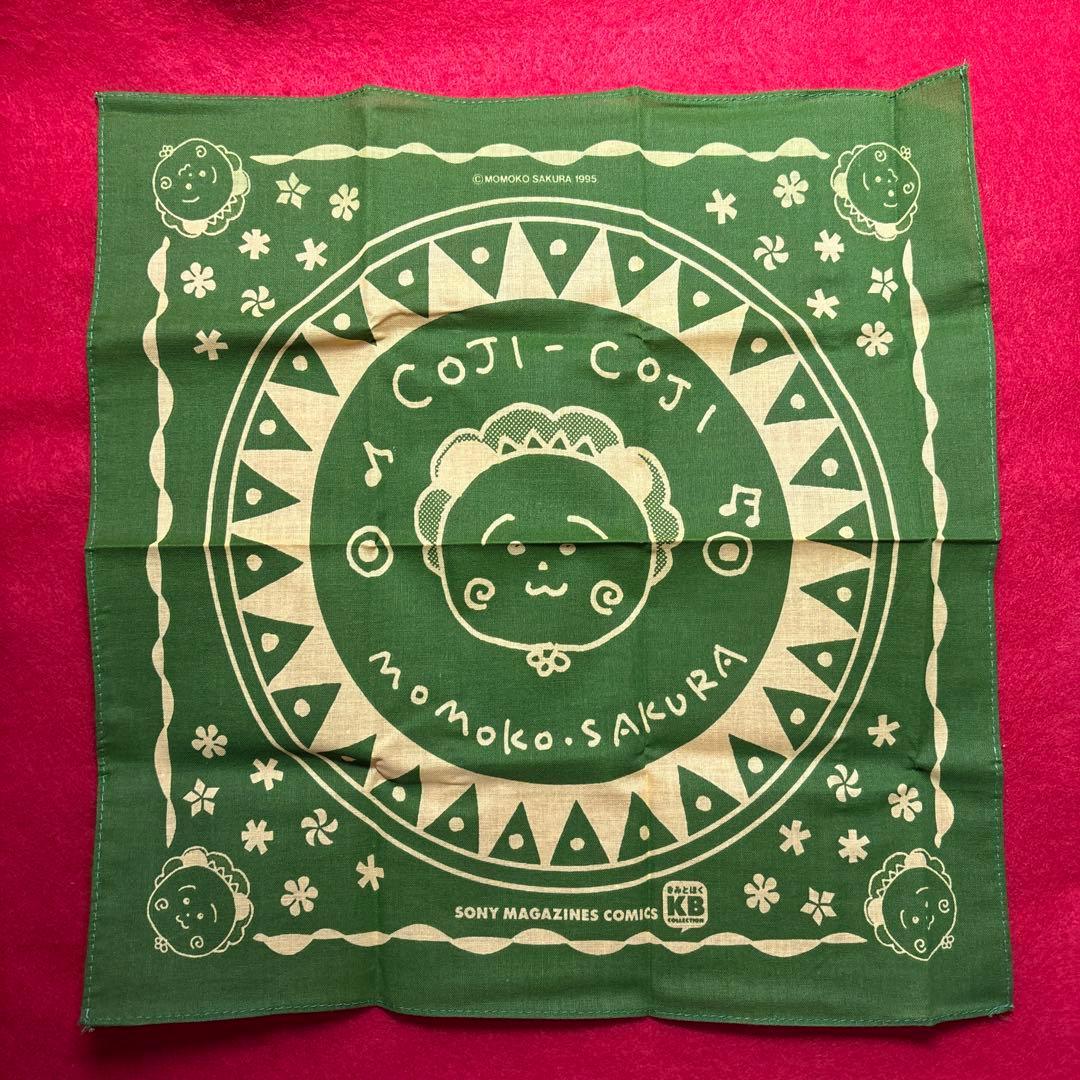 ©MOMOKO SAKURA 1995
COJI-COJI
MOMOKO・SAKURA
SONY MAGAZINES COMICS
きみとぼく
KB
COLLECTION